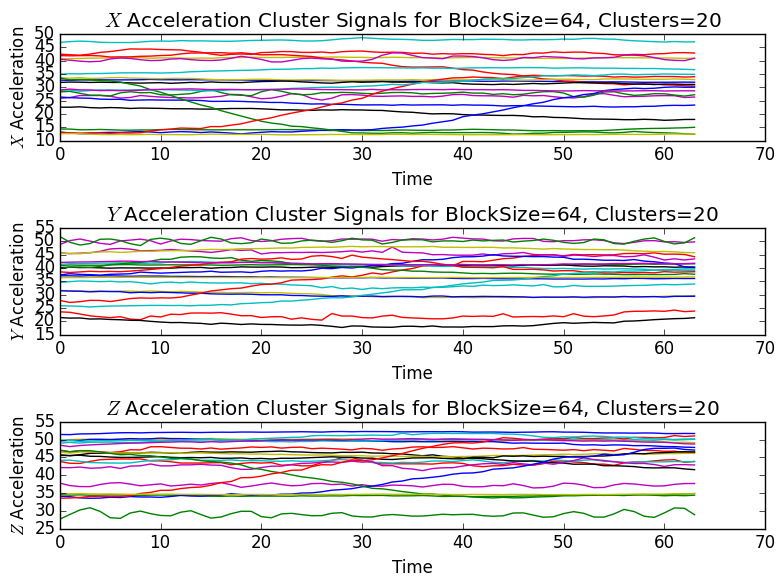 X Acceleration Cluster Signals for BlockSize=64, Clusters=20
X Acceleration
50
45
40
35
30
25
20
15
10
0 10 20 30 40 50 60 70
Time
Y Acceleration Cluster Signals for BlockSize=64, Clusters=20
Y Acceleration
55
50
45
40
35
30
25
20
15
0 10 20 30 40 50 60 70
Time
Z Acceleration Cluster Signals for BlockSize=64, Clusters=20
Z Acceleration
55
50
45
40
35
30
25
0 10 20 30 40 50 60 70
Time